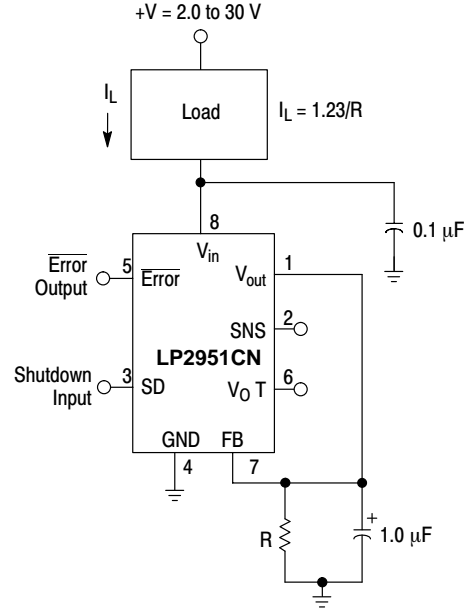 +V = 2.0 to 30 V
I_L
Load
I_L = 1.23/R
8
0.1 μF
V_in
Error
Output
5
Error
V_out
1
SNS
2
LP2951CN
Shutdown
Input
3
SD
V_O T
6
GND
FB
4
7
R
+
1.0 μF